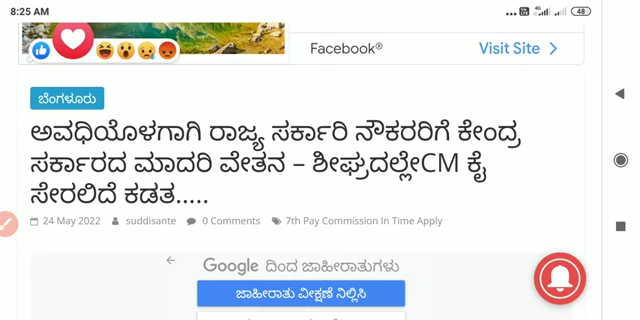 8:25 AM
4G
48
Facebook®
Visit Site
ಬೆಂಗಳೂರು
ಅವಧಿಯೊಳಗಾಗಿ ರಾಜ್ಯ ಸರ್ಕಾರಿ ನೌಕರರಿಗೆ ಕೇಂದ್ರ
ಸರ್ಕಾರದ ಮಾದರಿ ವೇತನ – ಶೀಘ್ರದಲ್ಲೇCM ಕೈ
ಸೇರಲಿದೆ ಕಡತ.....
24 May 2022 suddisante 0 Comments 7th Pay Commission In Time Apply
Google ದಿಂದ ಜಾಹೀರಾತುಗಳು
ಜಾಹೀರಾತು ವೀಕ್ಷಣೆ ನಿಲ್ಲಿಸಿ